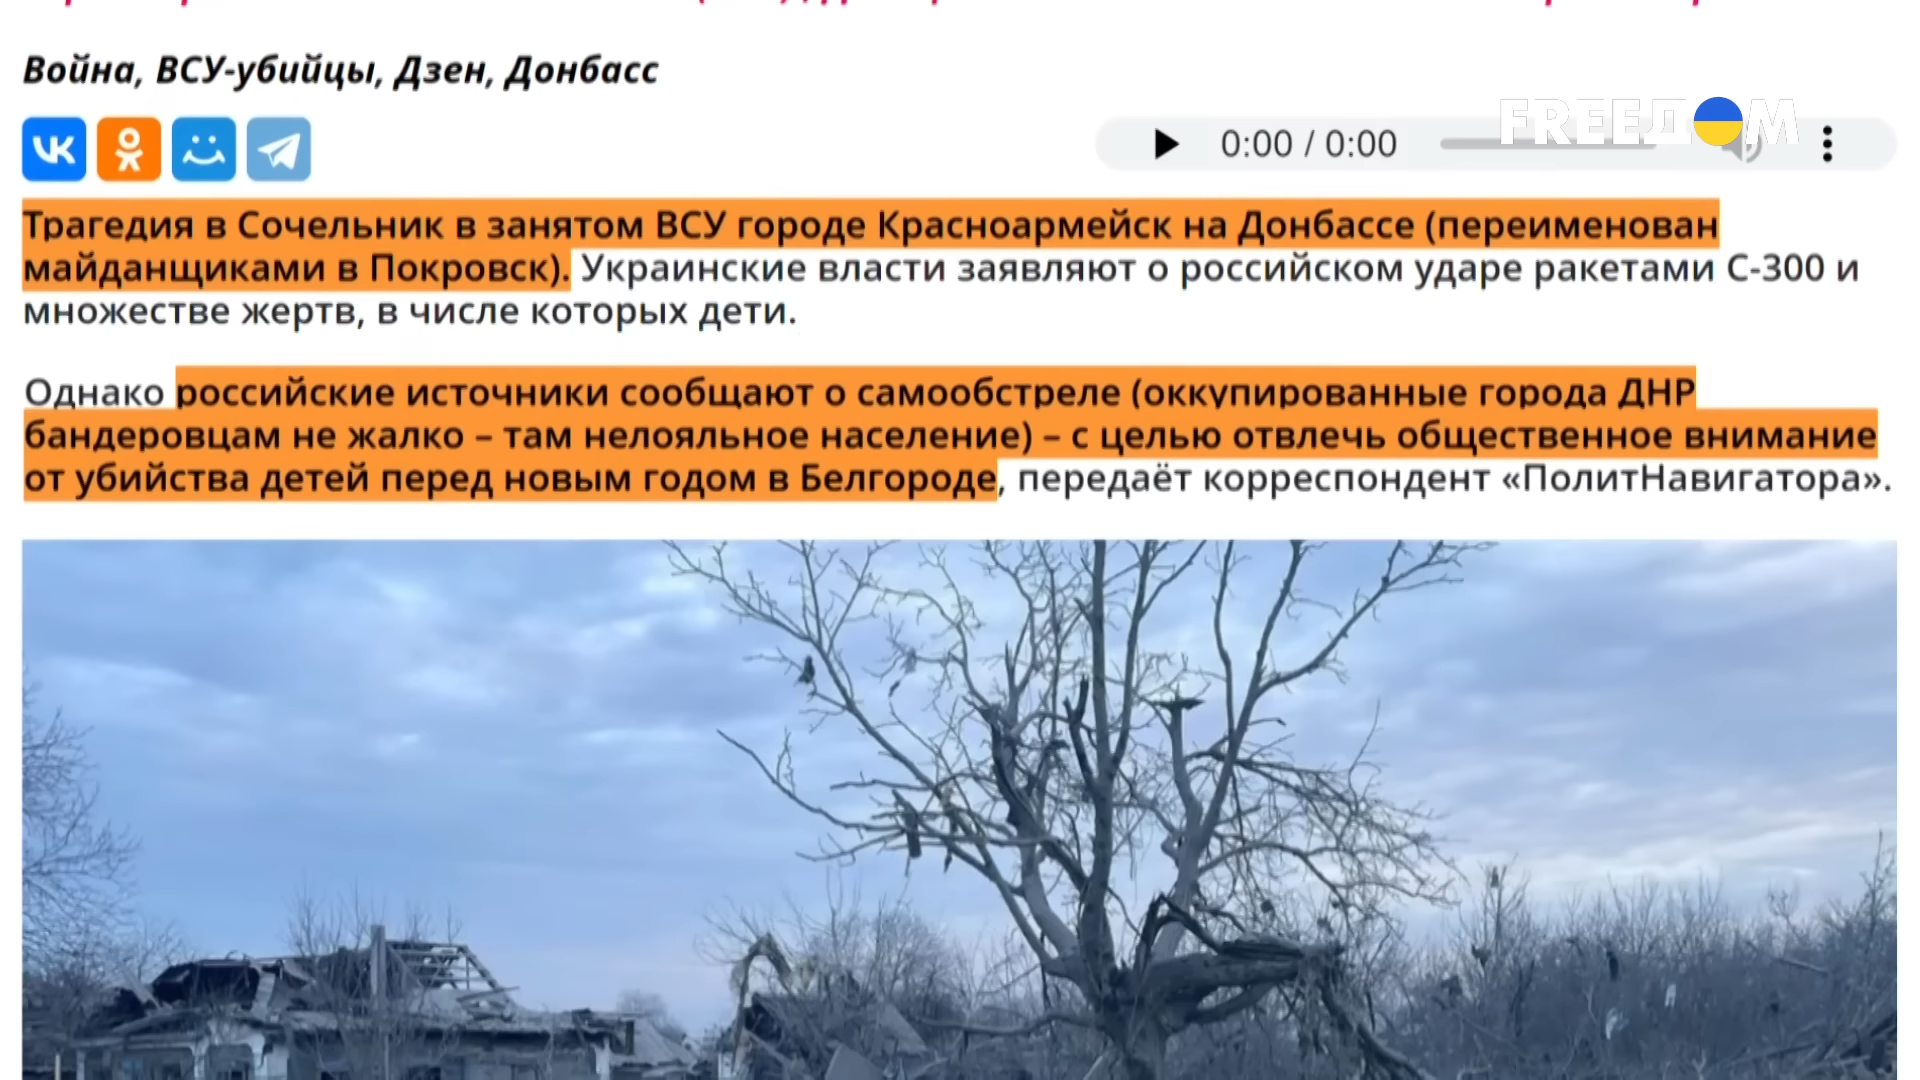 Война, ВСУ-убийцы, Дзен, Донбасс
FREEДOM
0:00 / 0:00
Трагедия в Сочельник в занятом ВСУ городе Красноармейск на Донбассе (переименован
майданщиками в Покровск). Украинские власти заявляют о российском ударе ракетами С-300 и
множестве жертв, в числе которых дети.
Однако российские источники сообщают о самообстреле (оккупированные города ДНР
бандеровцам не жалко – там нелояльное население) – с целью отвлечь общественное внимание
от убийства детей перед новым годом в Белгороде, передаёт корреспондент «ПолитНавигатора».